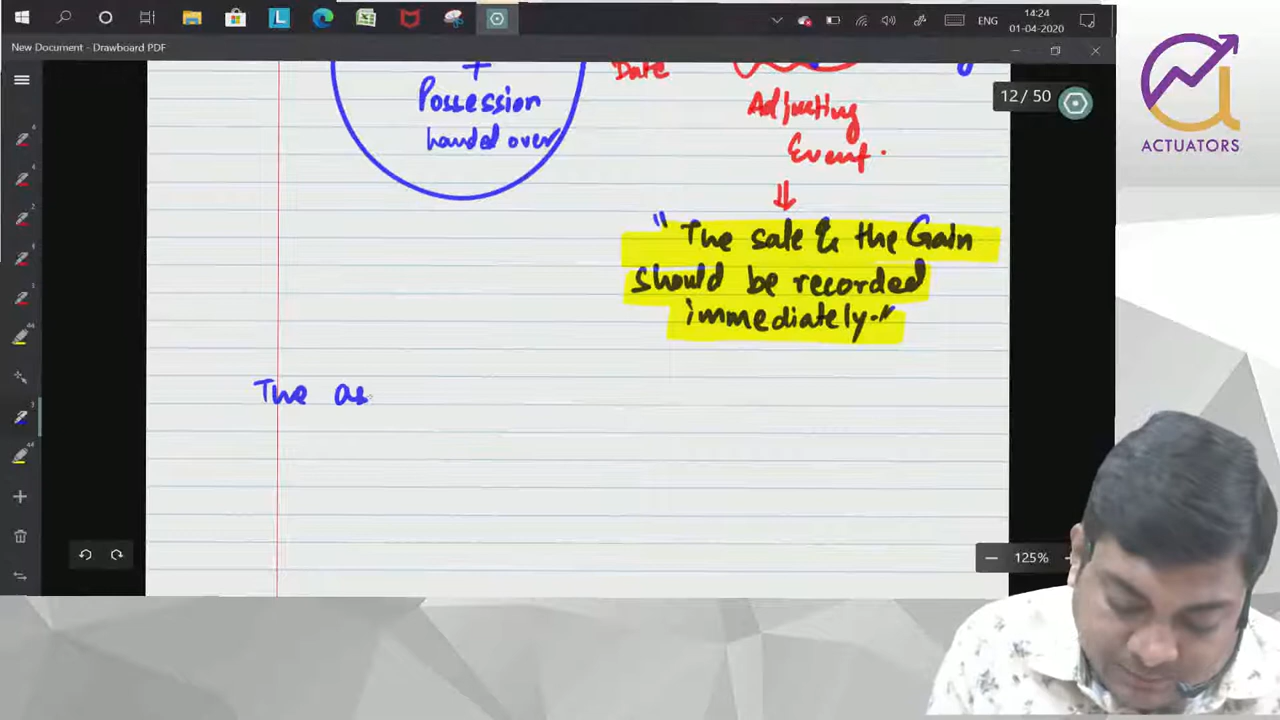 14:24
ENG
01-04-2020
New Document - Drawboard PDF
12 / 50
+
Possession
handed over
Date
Adjusting
Event.
⇓
" The sale & the Gain
should be recorded
immediately."
The as
125%
ACTUATORS